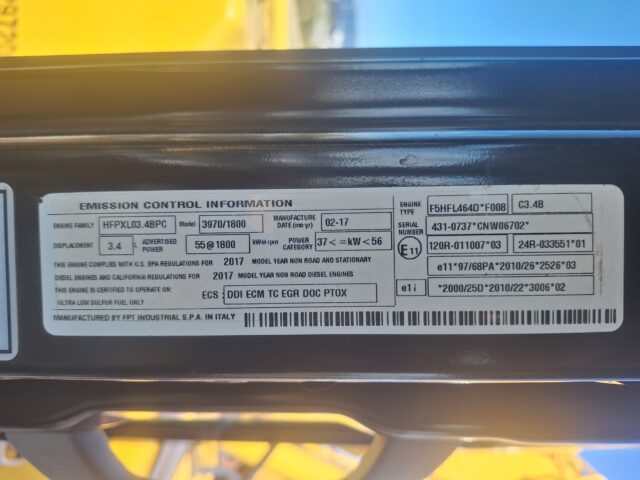 EMISSION CONTROL INFORMATION
ENGINE FAMILY HFPXL03.4BPC Model 3970/1800 MANUFACTURE DATE (mo-yr) 02-17
DISPLACEMENT 3.4 L ADVERTISED POWER 55@1800 kW@rpm POWER CATEGORY 37<=kW<56
THIS ENGINE COMPLIES WITH U.S. EPA REGULATIONS FOR 2017 MODEL YEAR NON ROAD AND STATIONARY
DIESEL ENGINES AND CALIFORNIA REGULATIONS FOR 2017 MODEL YEAR NON ROAD DIESEL ENGINES.
THIS ENGINE IS CERTIFIED TO OPERATE ON
ULTRA LOW SULFUR FUEL ONLY
ECS: DDI ECM TC EGR DOC PTOX
MANUFACTURED BY FPT INDUSTRIAL S.P.A. IN ITALY
ENGINE TYPE F5HFL464D*F008 C3.4B
SERIAL NUMBER 431-0737*CNW06702*
E11 120R-011007*03 24R-033551*01
e11*97/68PA*2010/26*2526*03
e11 *2000/25D*2010/22*3006*02